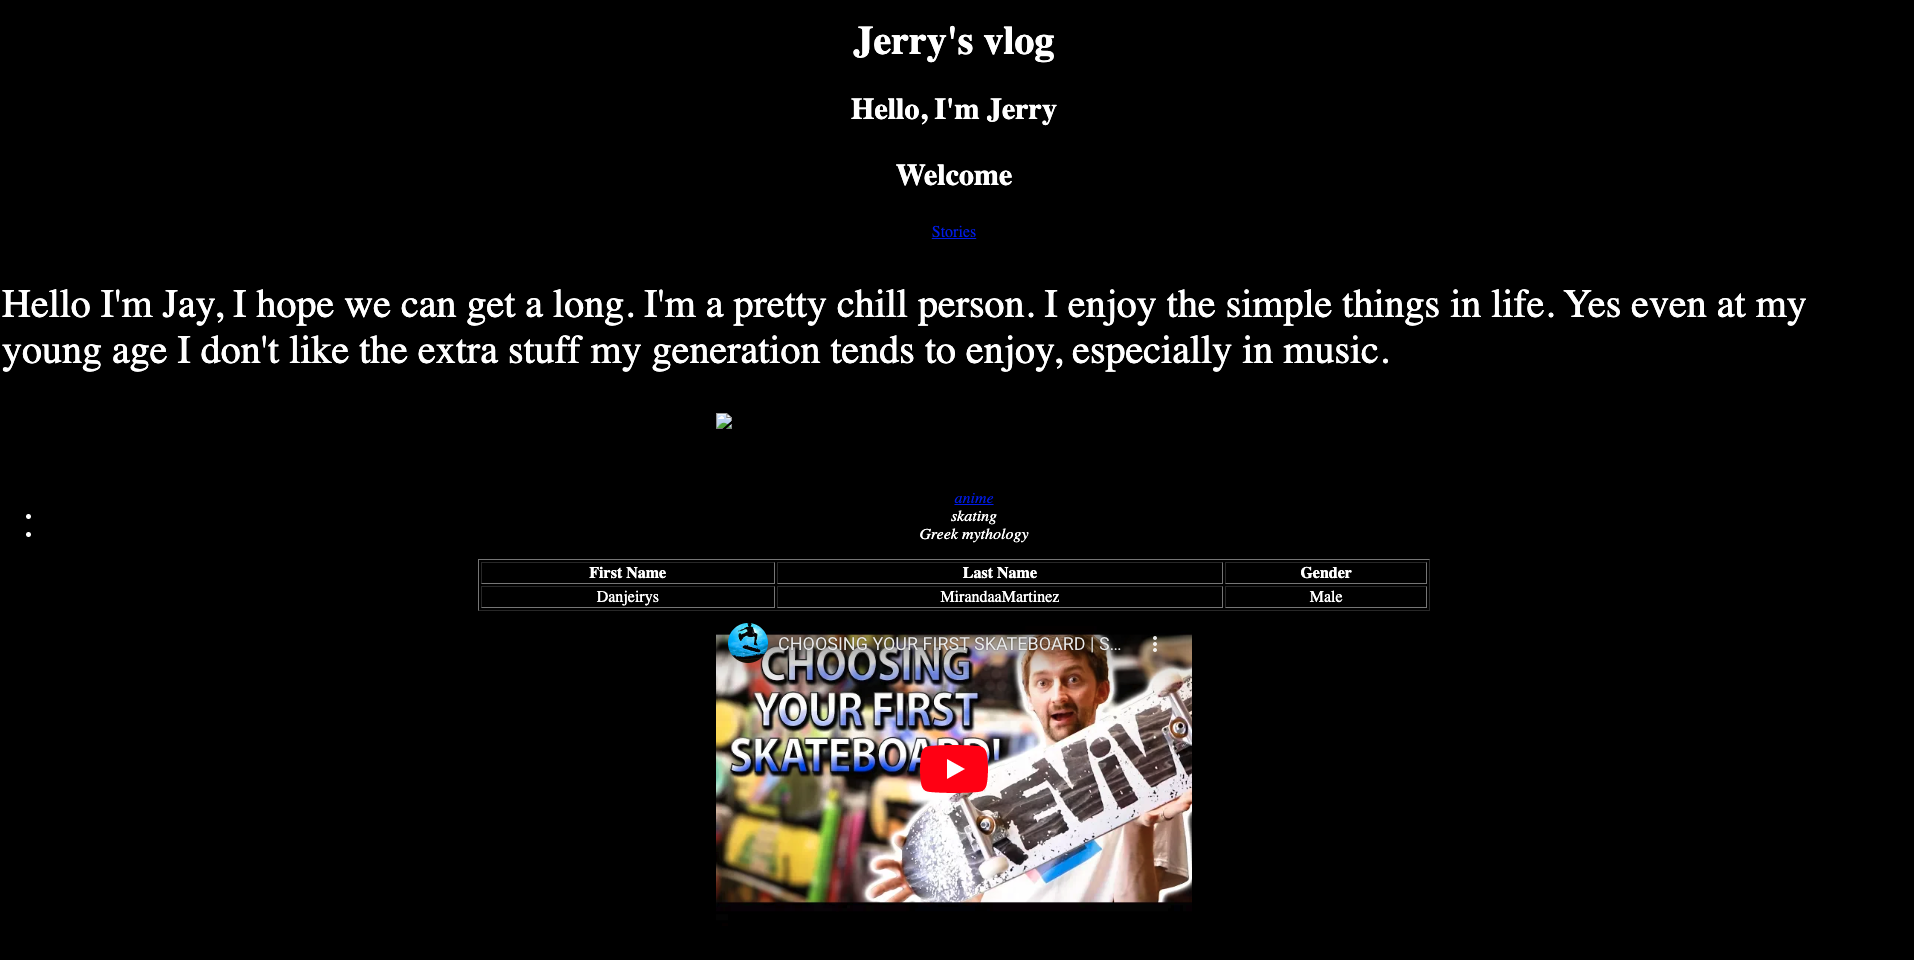 Jerry's vlog
Hello, I'm Jerry
Welcome
Stories
Hello I'm Jay, I hope we can get a long. I'm a pretty chill person. I enjoy the simple things in life. Yes even at my
young age I don't like the extra stuff my generation tends to enjoy, especially in music.
anime
skating
Greek mythology
First Name Last Name Gender
Danjeirys MirandaaMartinez Male
CHOOSING YOUR FIRST SKATEBOARD | S...
CHOOSING
YOUR FIRST
SKATEBOARD!
REVIVE